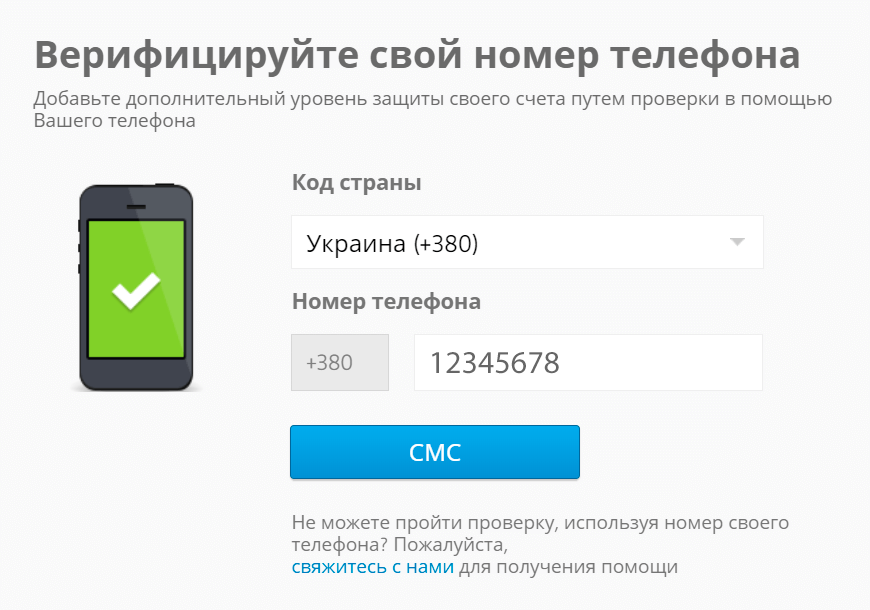 Верифицируйте свой номер телефона
Добавьте дополнительный уровень защиты своего счета путем проверки в помощью
Вашего телефона
Код страны
Украина (+380)
Номер телефона
+380 12345678
СМС
Не можете пройти проверку, используя номер своего
телефона? Пожалуйста,
свяжитесь с нами для получения помощи